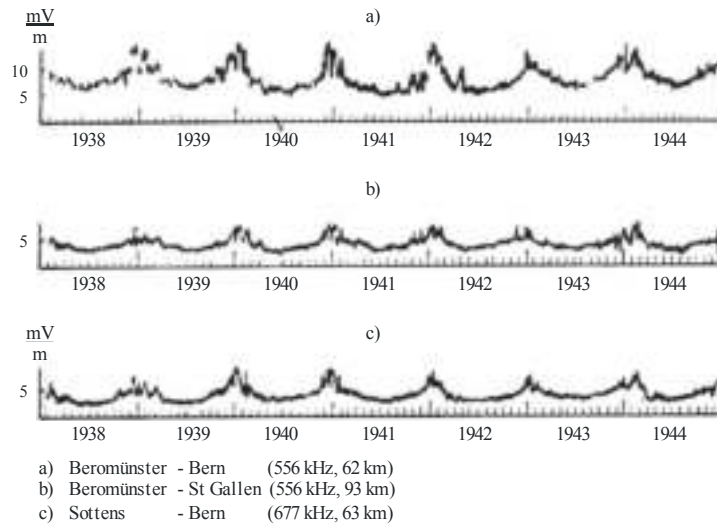 mV
m
a)
10
5
1938 1939 1940 1941 1942 1943 1944
b)
5
1938 1939 1940 1941 1942 1943 1944
mV
m
c)
5
1938 1939 1940 1941 1942 1943 1944
a) Beromünster - Bern (556 kHz, 62 km)
b) Beromünster - St Gallen (556 kHz, 93 km)
c) Sottens - Bern (677 kHz, 63 km)